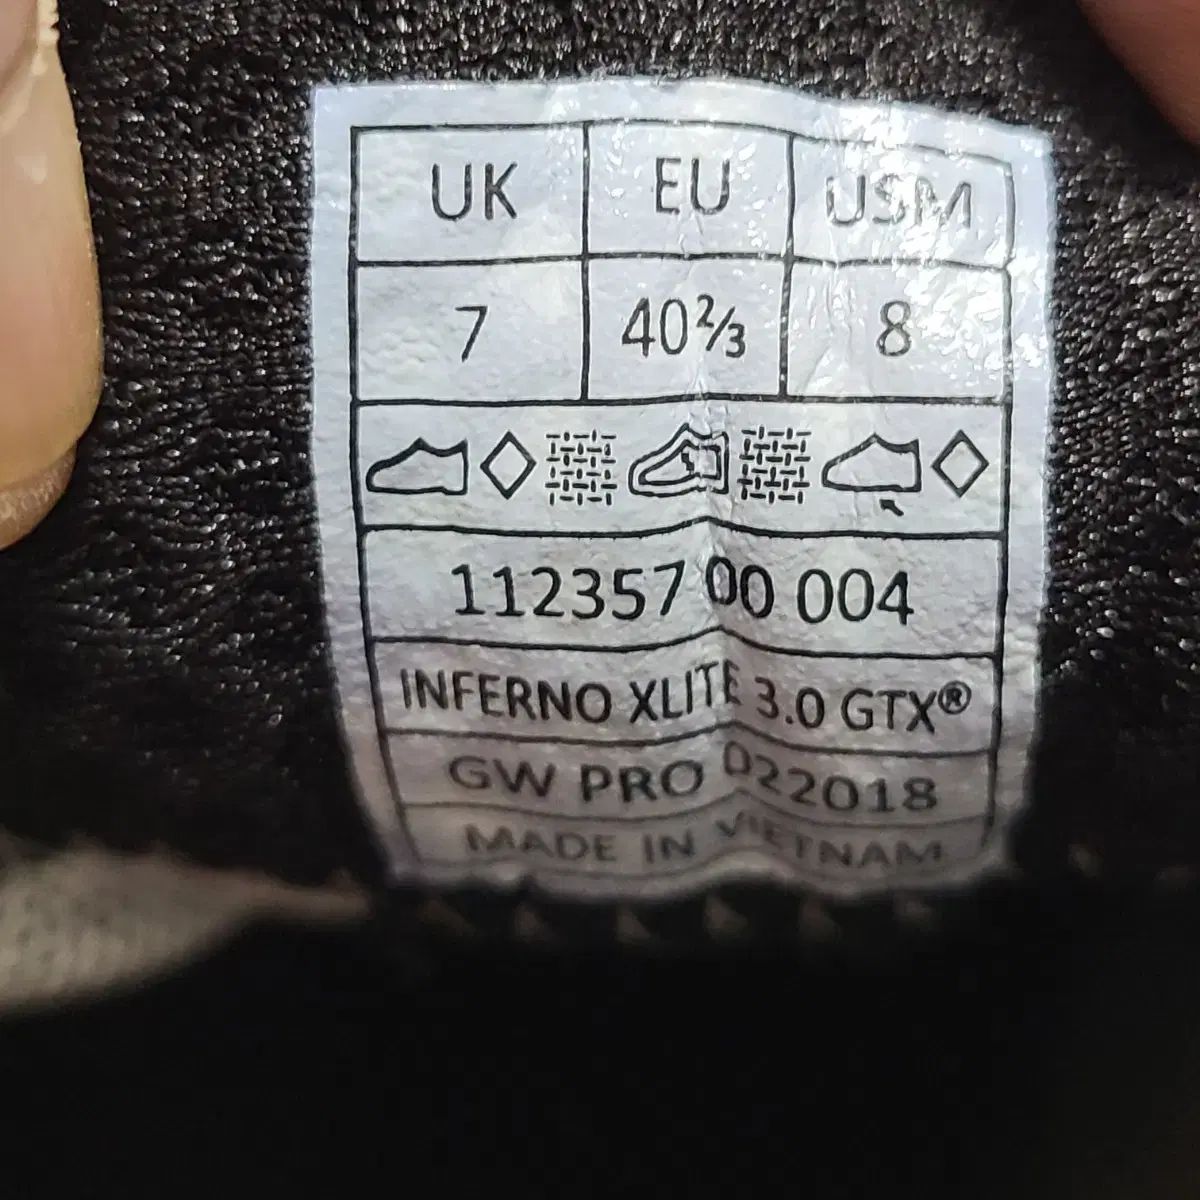 UK EU USM
7 40⅔ 8
112357 00 004
INFERNO XLITE 3.0 GTX®
GW PRO 022018
MADE IN VIETNAM